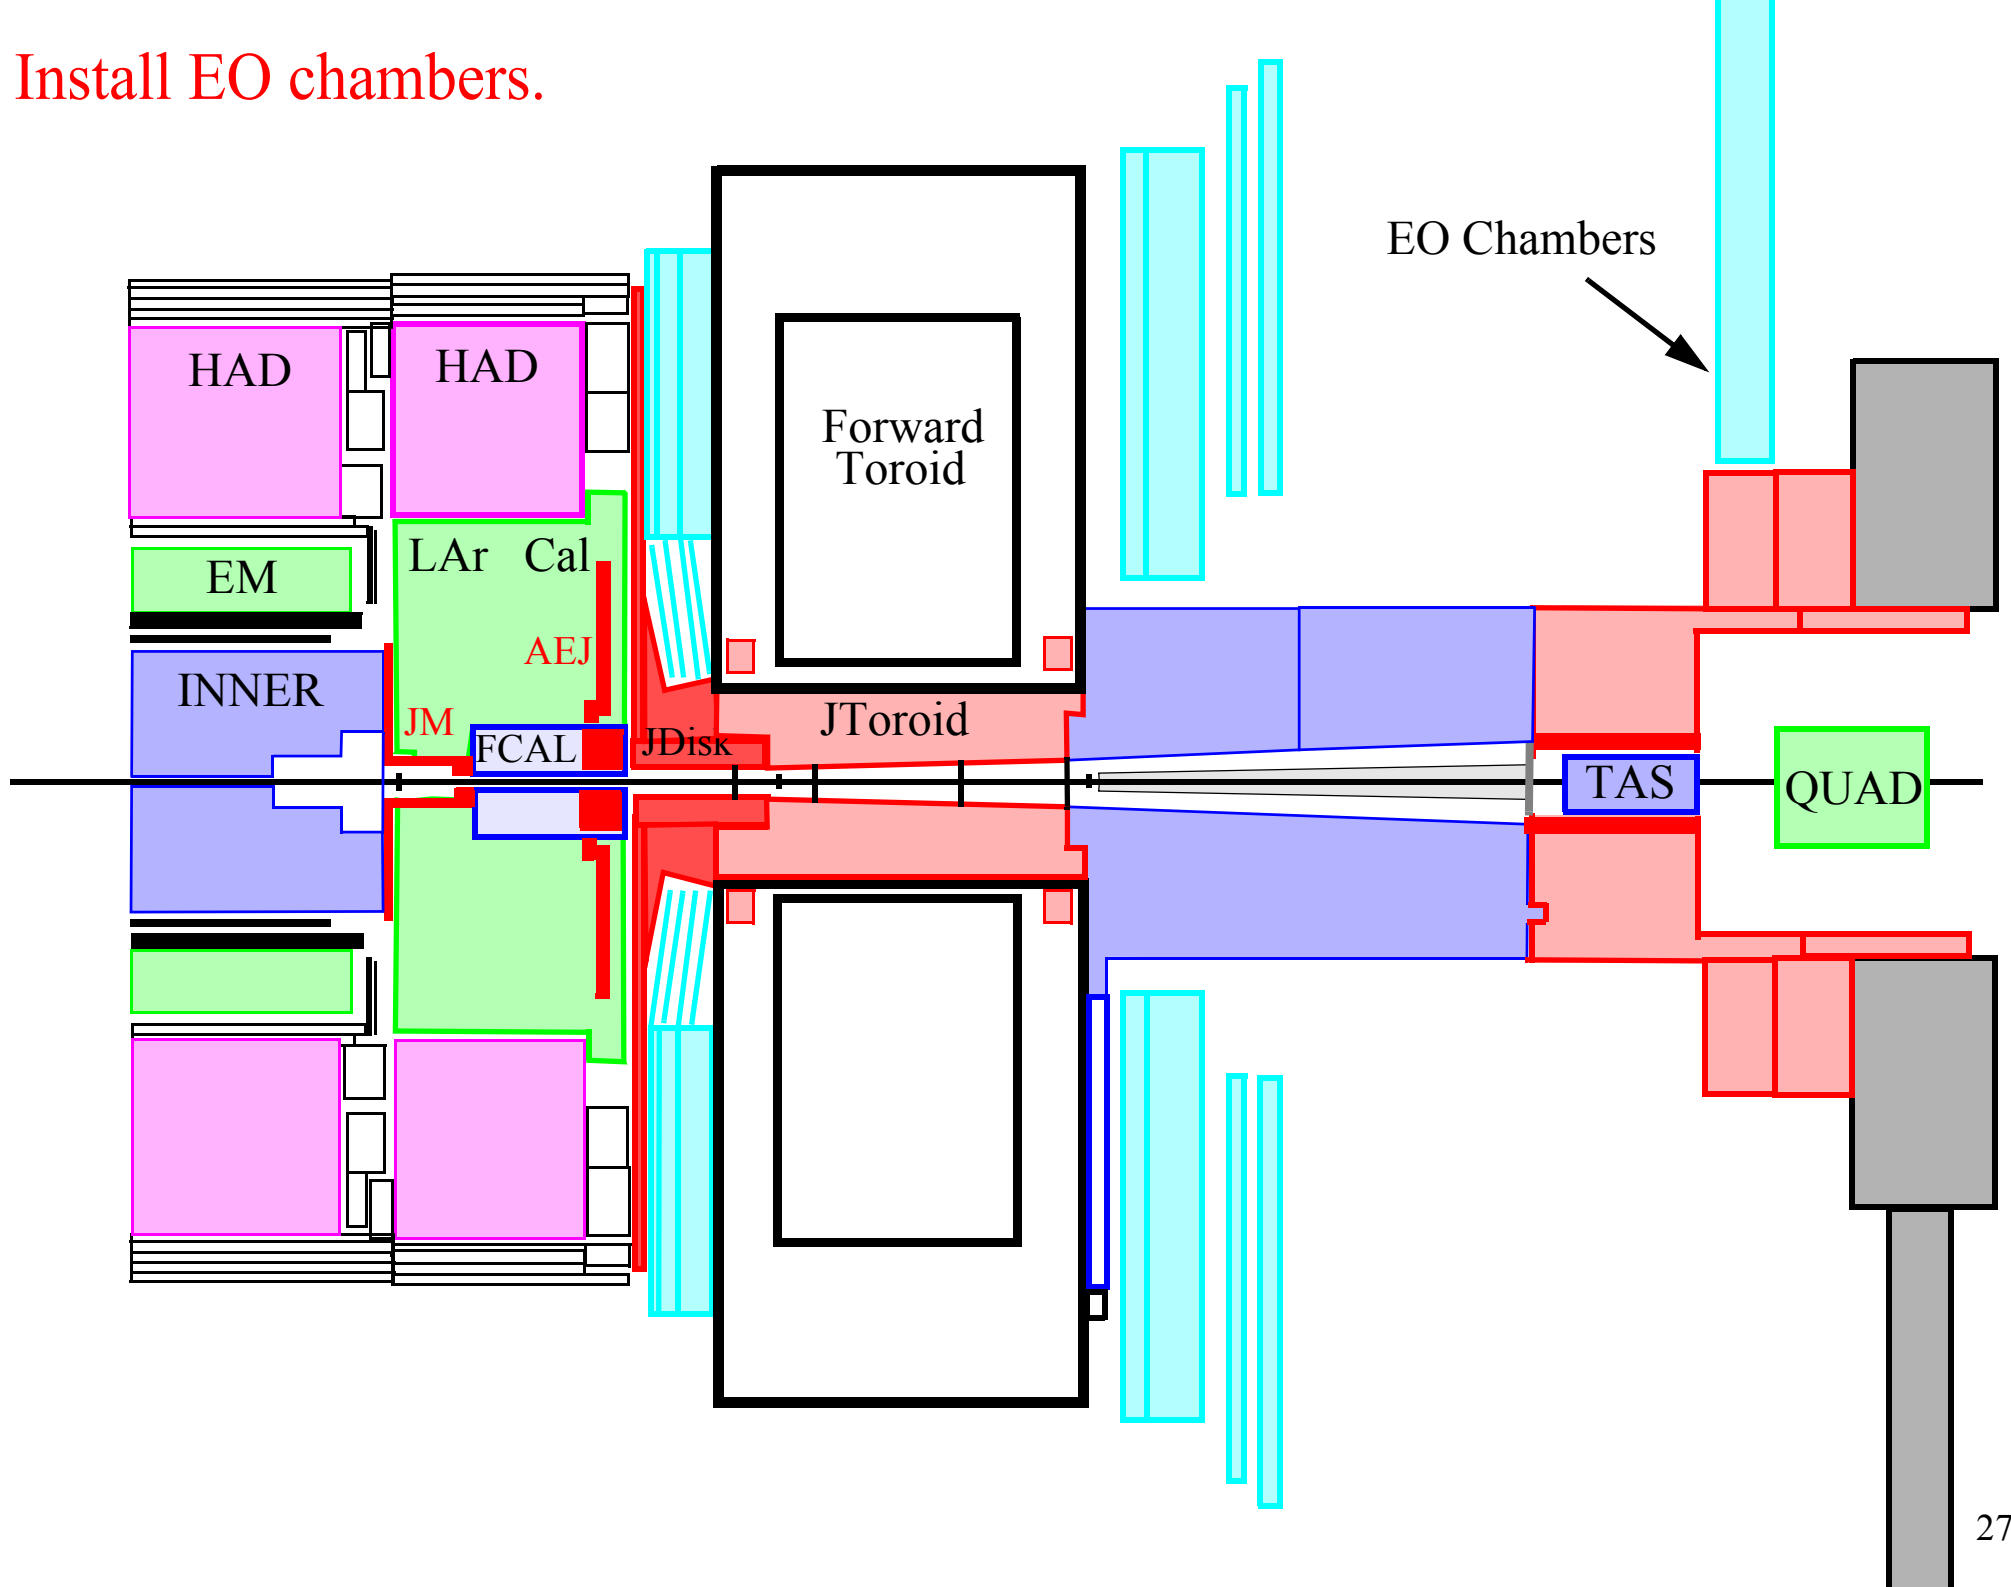 Install EO chambers.
EO Chambers
HAD
HAD
Forward
Toroid
LAr Cal
EM
AEJ
INNER
JM
FCAL
JDisk
JToroid
TAS
QUAD
27